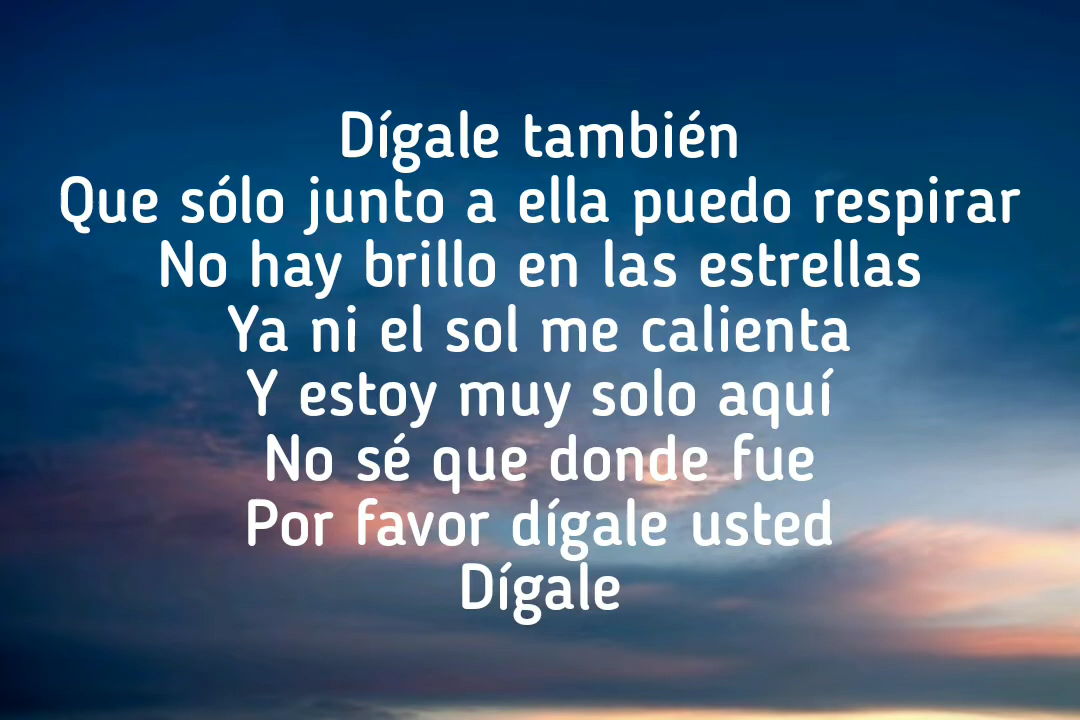 Dígale también
Que sólo junto a ella puedo respirar
No hay brillo en las estrellas
Ya ni el sol me calienta
Y estoy muy solo aquí
No sé que donde fue
Por favor dígale usted
Dígale